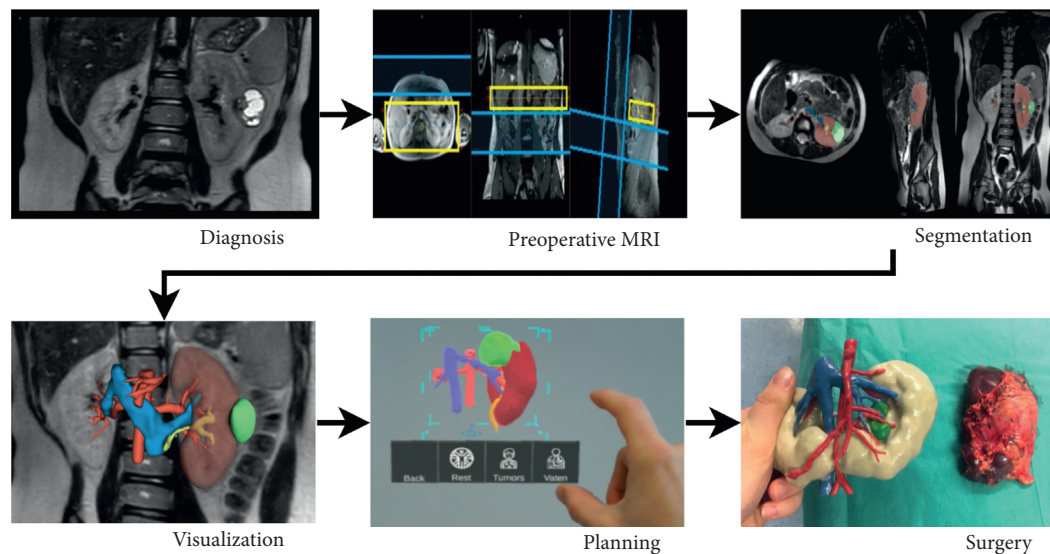 Diagnosis
Preoperative MRI
Segmentation
Back
Rest
Tumors
Vaten
Visualization
Planning
Surgery